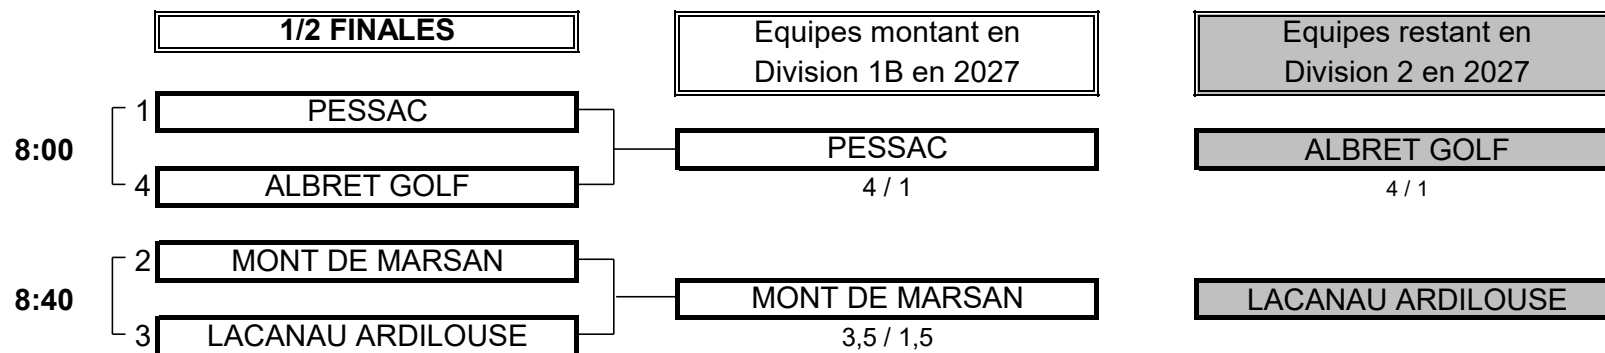 1/2 FINALES
Equipes montant en
Division 1B en 2027
Equipes restant en
Division 2 en 2027
8:00
1 PESSAC
4 ALBRET GOLF
PESSAC
4 / 1
ALBRET GOLF
4 / 1
8:40
2 MONT DE MARSAN
3 LACANAU ARDILOUSE
MONT DE MARSAN
3,5 / 1,5
LACANAU ARDILOUSE